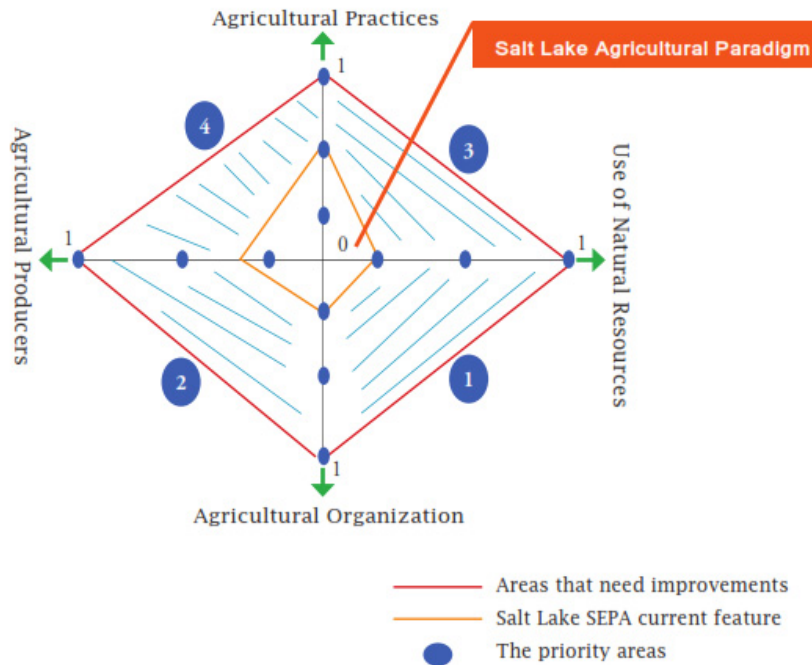 Agricultural Practices
Salt Lake Agricultural Paradigm
1
4
3
Agricultural Producers
Use of Natural Resources
1
0
1
2
1
1
Agricultural Organization
Areas that need improvements
Salt Lake SEPA current feature
The priority areas